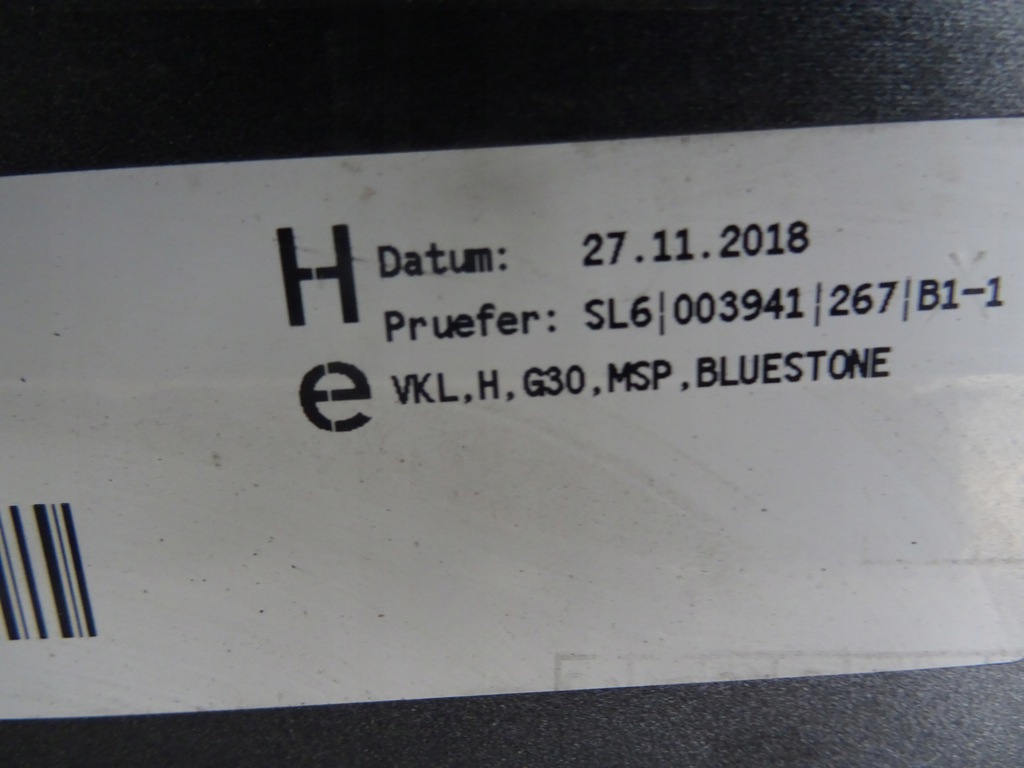 H Datum: 27.11.2018
Pruefer: SL6|003941|267|B1-1
e VKL,H,G30,MSP,BLUESTONE